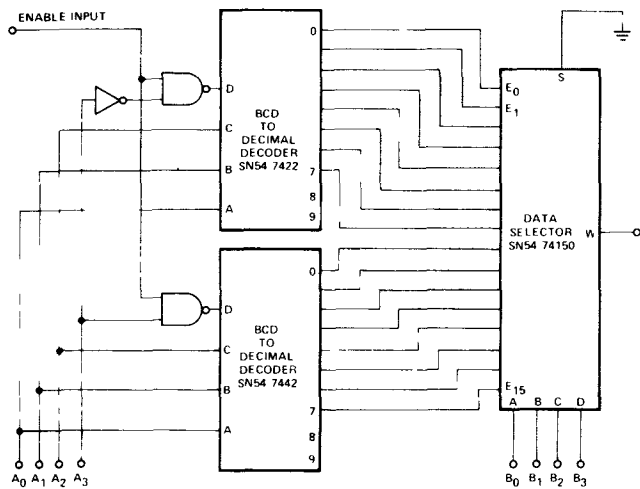 ENABLE INPUT
D
C
B
A
BCD
TO
DECIMAL
DECODER
SN54 7422
0
7
8
9
D
C
B
A
BCD
TO
DECIMAL
DECODER
SN54 7442
0
7
8
9
S
E0
E1
DATA
SELECTOR
SN54 74150
W
E15
A B C D
A0 A1 A2 A3
B0 B1 B2 B3